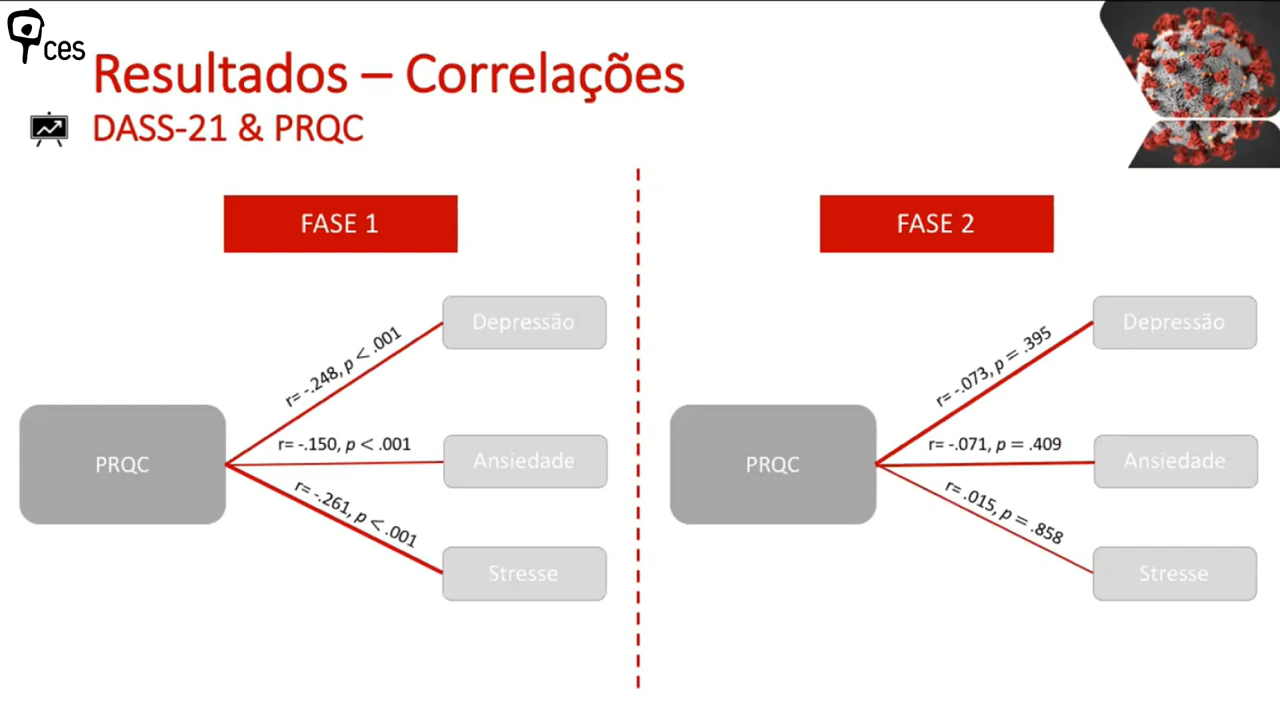 ces
Resultados – Correlações
DASS-21 & PRQC
FASE 1
Depressão
r= -.248, p < .001
PRQC
r= -.150, p < .001
Ansiedade
r= -.261, p < .001
Stresse
FASE 2
Depressão
r= -.073, p = .395
PRQC
r= -.071, p = .409
Ansiedade
r= .015, p = .858
Stresse